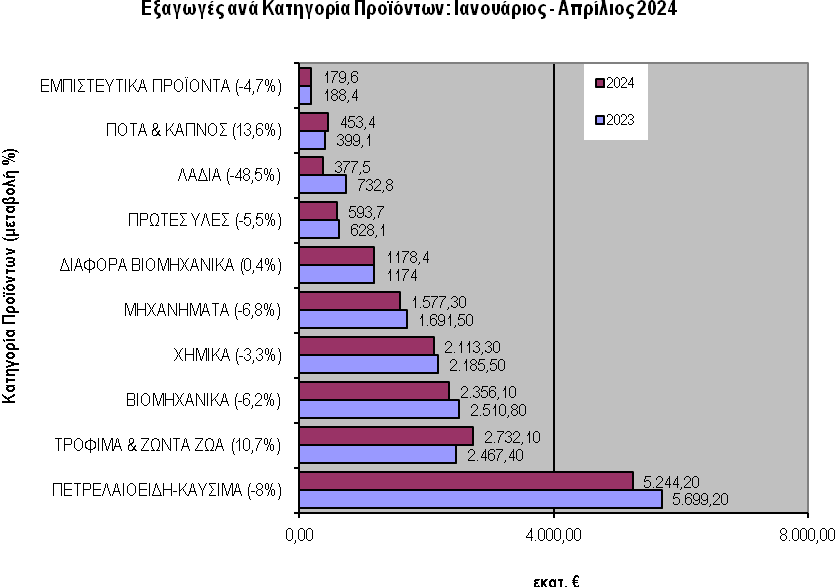 Εξαγωγές ανά Κατηγορία Προϊόντων: Ιανουάριος - Απρίλιος 2024
Κατηγορία Προϊόντων (μεταβολή %)
ΕΜΠΙΣΤΕΥΤΙΚΑ ΠΡΟΪΟΝΤΑ (-4,7%)
179,6
188,4
ΠΟΤΑ & ΚΑΠΝΟΣ (13,6%)
453,4
399,1
ΛΑΔΙΑ (-48,5%)
377,5
732,8
ΠΡΩΤΕΣ ΥΛΕΣ (-5,5%)
593,7
628,1
ΔΙΑΦΟΡΑ ΒΙΟΜΗΧΑΝΙΚΑ (0,4%)
1178,4
1174
ΜΗΧΑΝΗΜΑΤΑ (-6,8%)
1.577,30
1.691,50
ΧΗΜΙΚΑ (-3,3%)
2.113,30
2.185,50
ΒΙΟΜΗΧΑΝΙΚΑ (-6,2%)
2.356,10
2.510,80
ΤΡΟΦΙΜΑ & ΖΩΝΤΑ ΖΩΑ (10,7%)
2.732,10
2.467,40
ΠΕΤΡΕΛΑΙΟΕΙΔΗ-ΚΑΥΣΙΜΑ (-8%)
5.244,20
5.699,20
2024
2023
0,00 4.000,00 8.000,00
εκατ. €